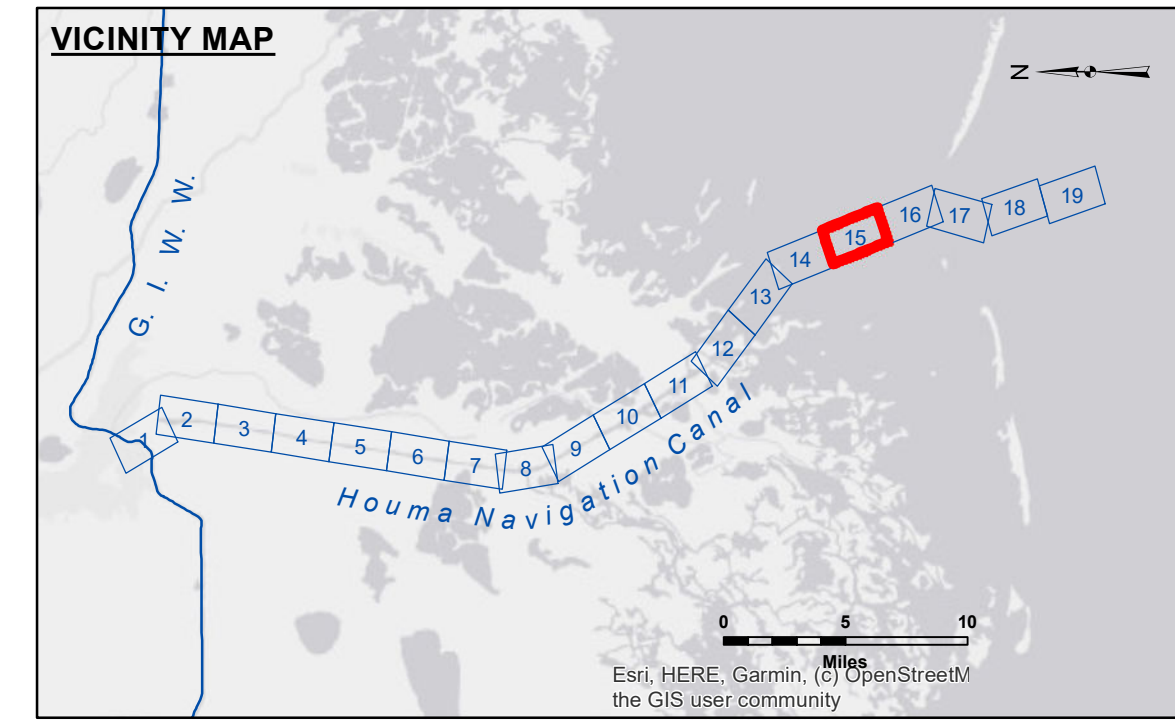 VICINITY MAP
N
G. I. W. W.
1
2
3
4
5
6
7
8
9
10
11
12
13
14
15
16
17
18
19
Houma Navigation Canal
0 5 10
Miles
Esri, HERE, Garmin, (c) OpenStreetM
the GIS user community